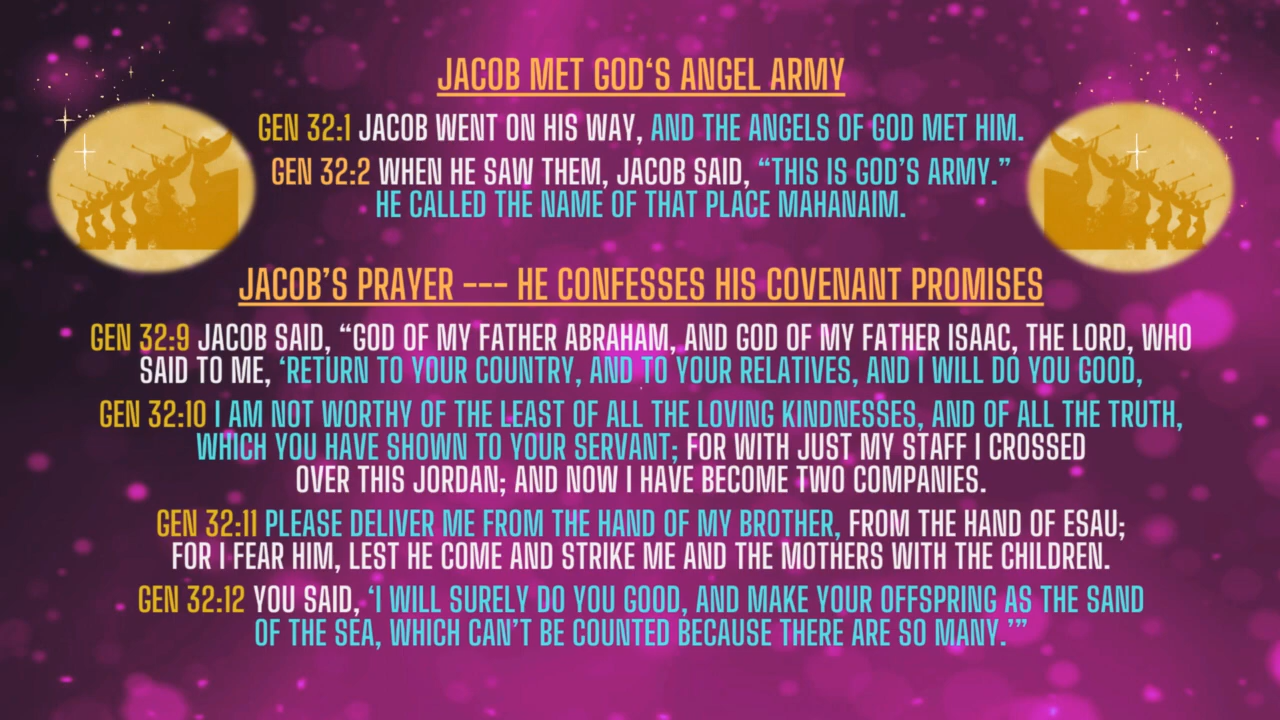 JACOB MET GOD‘S ANGEL ARMY
GEN 32:1 JACOB WENT ON HIS WAY, AND THE ANGELS OF GOD MET HIM.
GEN 32:2 WHEN HE SAW THEM, JACOB SAID, “THIS IS GOD’S ARMY.”
HE CALLED THE NAME OF THAT PLACE MAHANAIM.
JACOB’S PRAYER --- HE CONFESSES HIS COVENANT PROMISES
GEN 32:9 JACOB SAID, “GOD OF MY FATHER ABRAHAM, AND GOD OF MY FATHER ISAAC, THE LORD, WHO
SAID TO ME, ‘RETURN TO YOUR COUNTRY, AND TO YOUR RELATIVES, AND I WILL DO YOU GOOD,
GEN 32:10 I AM NOT WORTHY OF THE LEAST OF ALL THE LOVING KINDNESSES, AND OF ALL THE TRUTH,
WHICH YOU HAVE SHOWN TO YOUR SERVANT; FOR WITH JUST MY STAFF I CROSSED
OVER THIS JORDAN; AND NOW I HAVE BECOME TWO COMPANIES.
GEN 32:11 PLEASE DELIVER ME FROM THE HAND OF MY BROTHER, FROM THE HAND OF ESAU;
FOR I FEAR HIM, LEST HE COME AND STRIKE ME AND THE MOTHERS WITH THE CHILDREN.
GEN 32:12 YOU SAID, ‘I WILL SURELY DO YOU GOOD, AND MAKE YOUR OFFSPRING AS THE SAND
OF THE SEA, WHICH CAN’T BE COUNTED BECAUSE THERE ARE SO MANY.’”